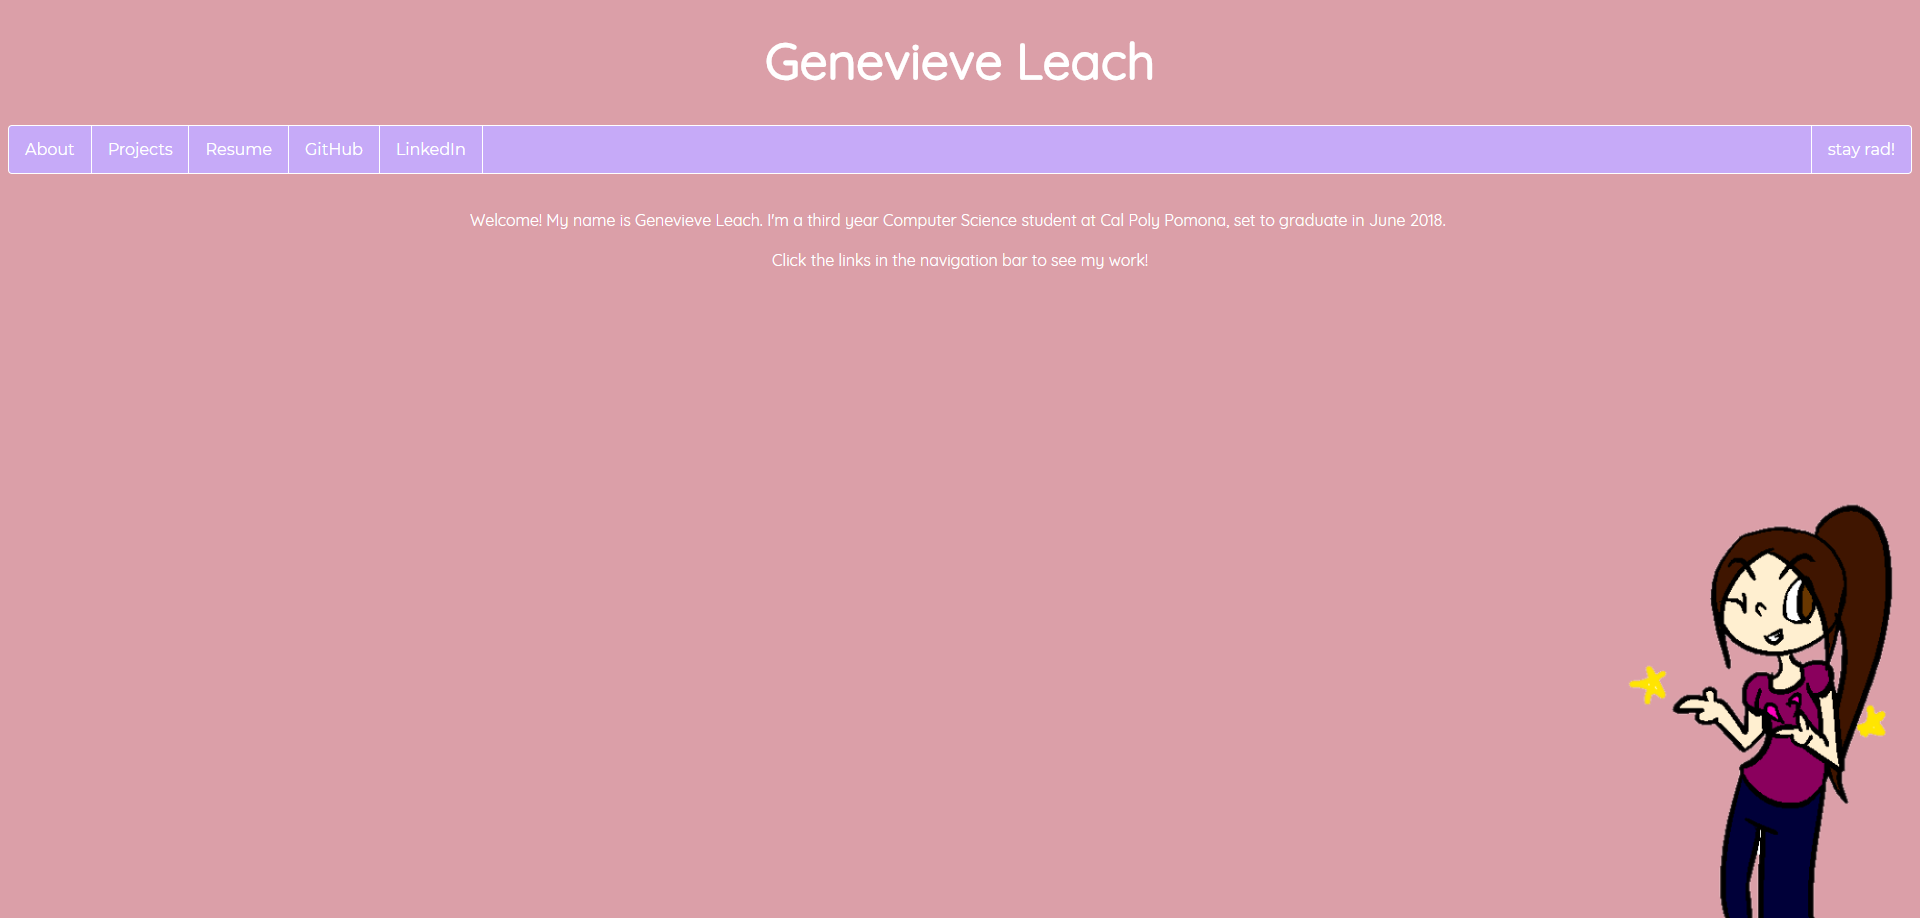 Genevieve Leach
About Projects Resume GitHub LinkedIn stay rad!
Welcome! My name is Genevieve Leach. I'm a third year Computer Science student at Cal Poly Pomona, set to graduate in June 2018.
Click the links in the navigation bar to see my work!